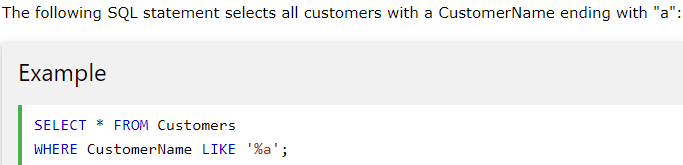 The following SQL statement selects all customers with a CustomerName ending with "a":
Example
SELECT * FROM Customers
WHERE CustomerName LIKE '%a';